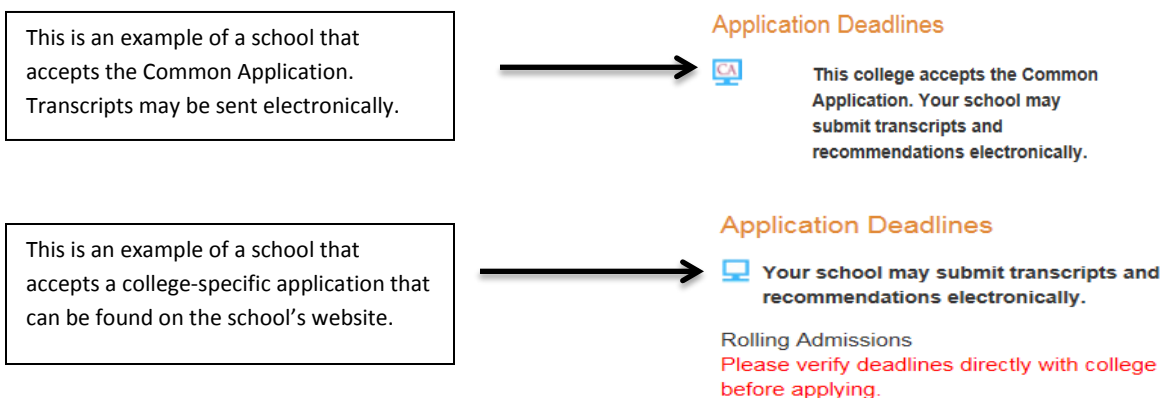 This is an example of a school that
accepts the Common Application.
Transcripts may be sent electronically.
Application Deadlines
CA
This college accepts the Common
Application. Your school may
submit transcripts and
recommendations electronically.
This is an example of a school that
accepts a college-specific application that
can be found on the school’s website.
Application Deadlines
Your school may submit transcripts and
recommendations electronically.
Rolling Admissions
Please verify deadlines directly with college
before applying.